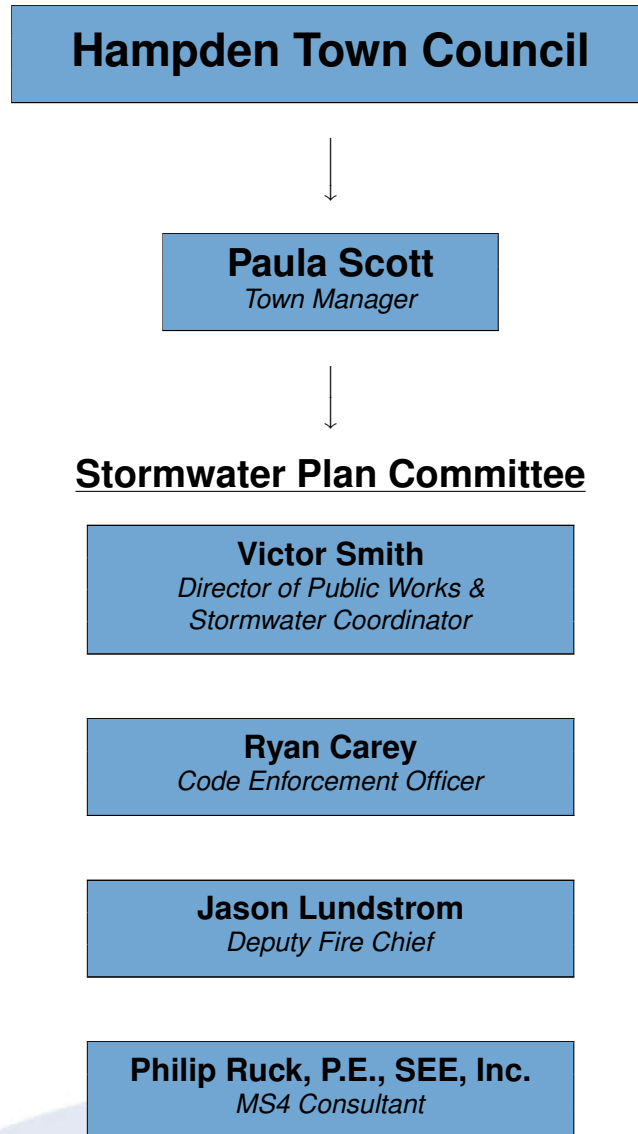 Hampden Town Council
Paula Scott
Town Manager
Stormwater Plan Committee
Victor Smith
Director of Public Works &
Stormwater Coordinator
Ryan Carey
Code Enforcement Officer
Jason Lundstrom
Deputy Fire Chief
Philip Ruck, P.E., SEE, Inc.
MS4 Consultant